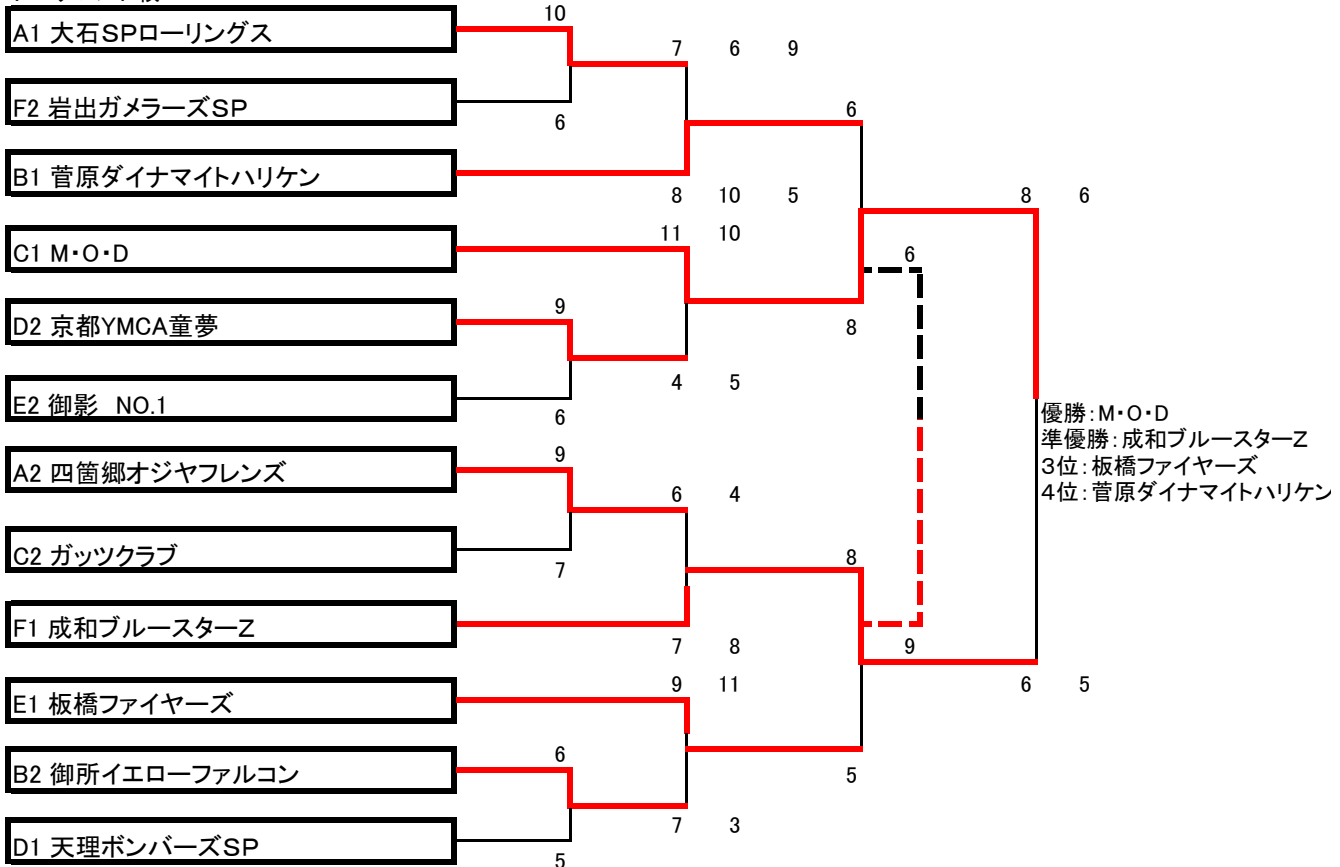 10
A1 大石SPローリングス
7 6 9
F2 岩出ガメラーズSP
6
6
B1 菅原ダイナマイトハリケン
8 10 5
8 6
11 10
C1 M・O・D
6
9
D2 京都YMCA童夢
8
4 5
E2 御影 NO.1
6
優勝:M・O・D
準優勝:成和ブルースターZ
3位:板橋ファイヤーズ
4位:菅原ダイナマイトハリケン
9
A2 四箇郷オジヤフレンズ
6 4
C2 ガッツクラブ
7
8
F1 成和ブルースターZ
7 8
9
9 11
6 5
E1 板橋ファイヤーズ
6
B2 御所イエローファルコン
5
7 3
D1 天理ボンバーズSP
5